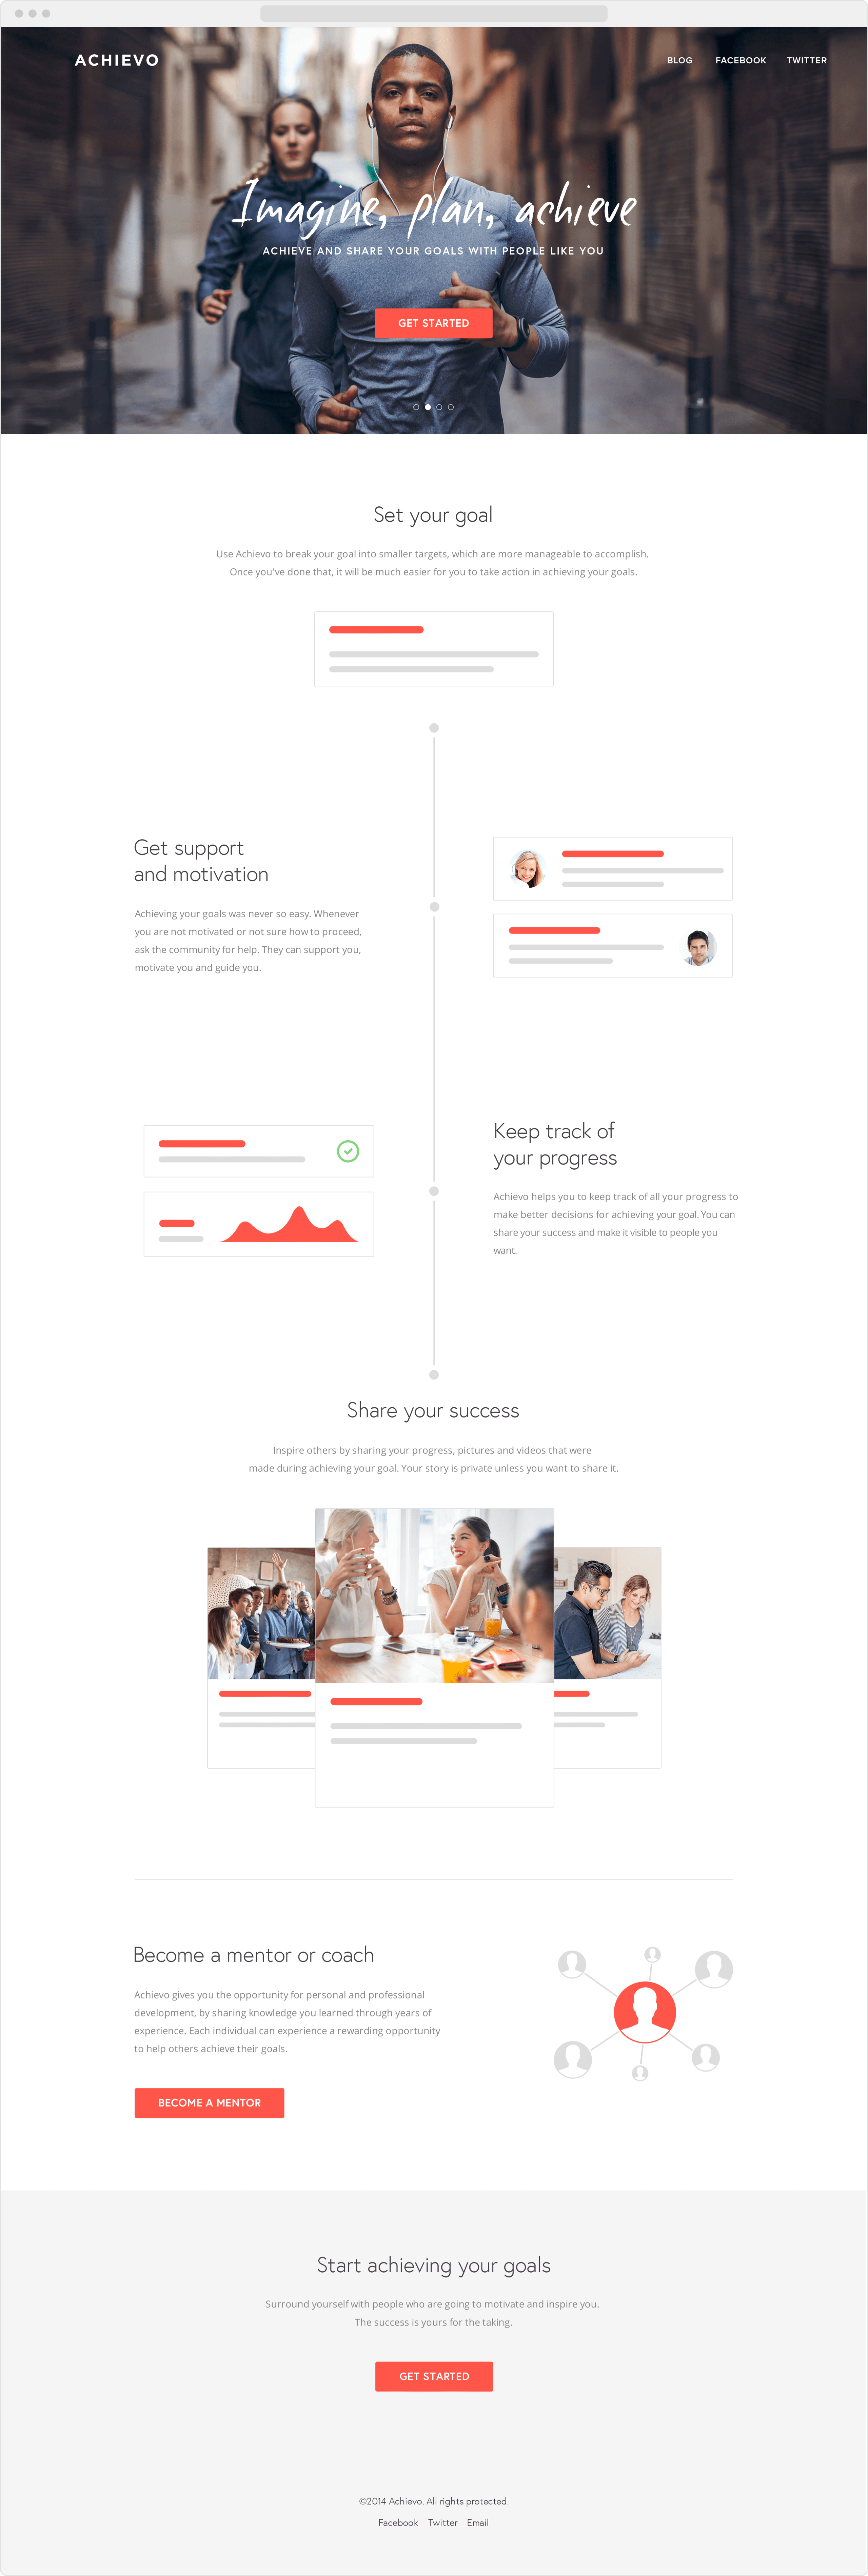 ACHIEVO
BLOG FACEBOOK TWITTER
Imagine, plan, achieve
ACHIEVE AND SHARE YOUR GOALS WITH PEOPLE LIKE YOU
GET STARTED
Set your goal
Use Achievo to break your goal into smaller targets, which are more manageable to accomplish.
Once you've done that, it will be much easier for you to take action in achieving your goals.
Get support
and motivation
Achieving your goals was never so easy. Whenever
you are not motivated or not sure how to proceed,
ask the community for help. They can support you,
motivate you and guide you.
Keep track of
your progress
Achievo helps you to keep track of all your progress to
make better decisions for achieving your goal. You can
share your success and make it visible to people you
want.
Share your success
Inspire others by sharing your progress, pictures and videos that were
made during achieving your goal. Your story is private unless you want to share it.
Become a mentor or coach
Achievo gives you the opportunity for personal and professional
development, by sharing knowledge you learned through years of
experience. Each individual can experience a rewarding opportunity
to help others achieve their goals.
BECOME A MENTOR
Start achieving your goals
Surround yourself with people who are going to motivate and inspire you.
The success is yours for the taking.
GET STARTED
©2014 Achievo. All rights protected.
Facebook Twitter Email